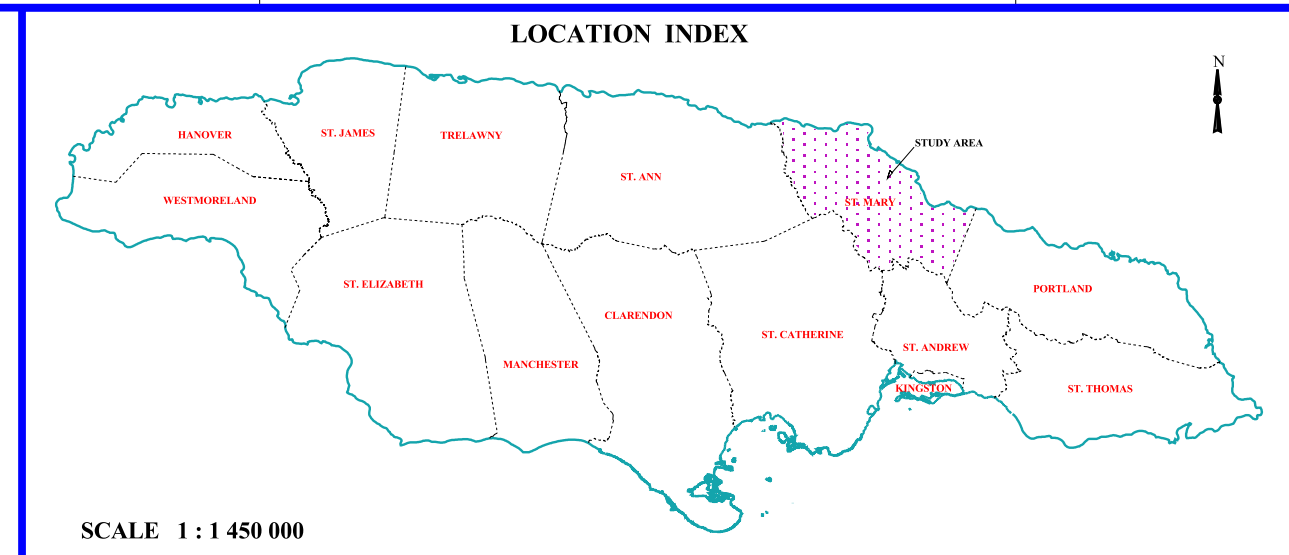 LOCATION INDEX
N
HANOVER
ST. JAMES
TRELAWNY
STUDY AREA
ST. ANN
WESTMORELAND
ST. MARY
ST. ELIZABETH
PORTLAND
CLARENDON
ST. CATHERINE
ST. ANDREW
MANCHESTER
KINGSTON
ST. THOMAS
SCALE 1 : 1 450 000